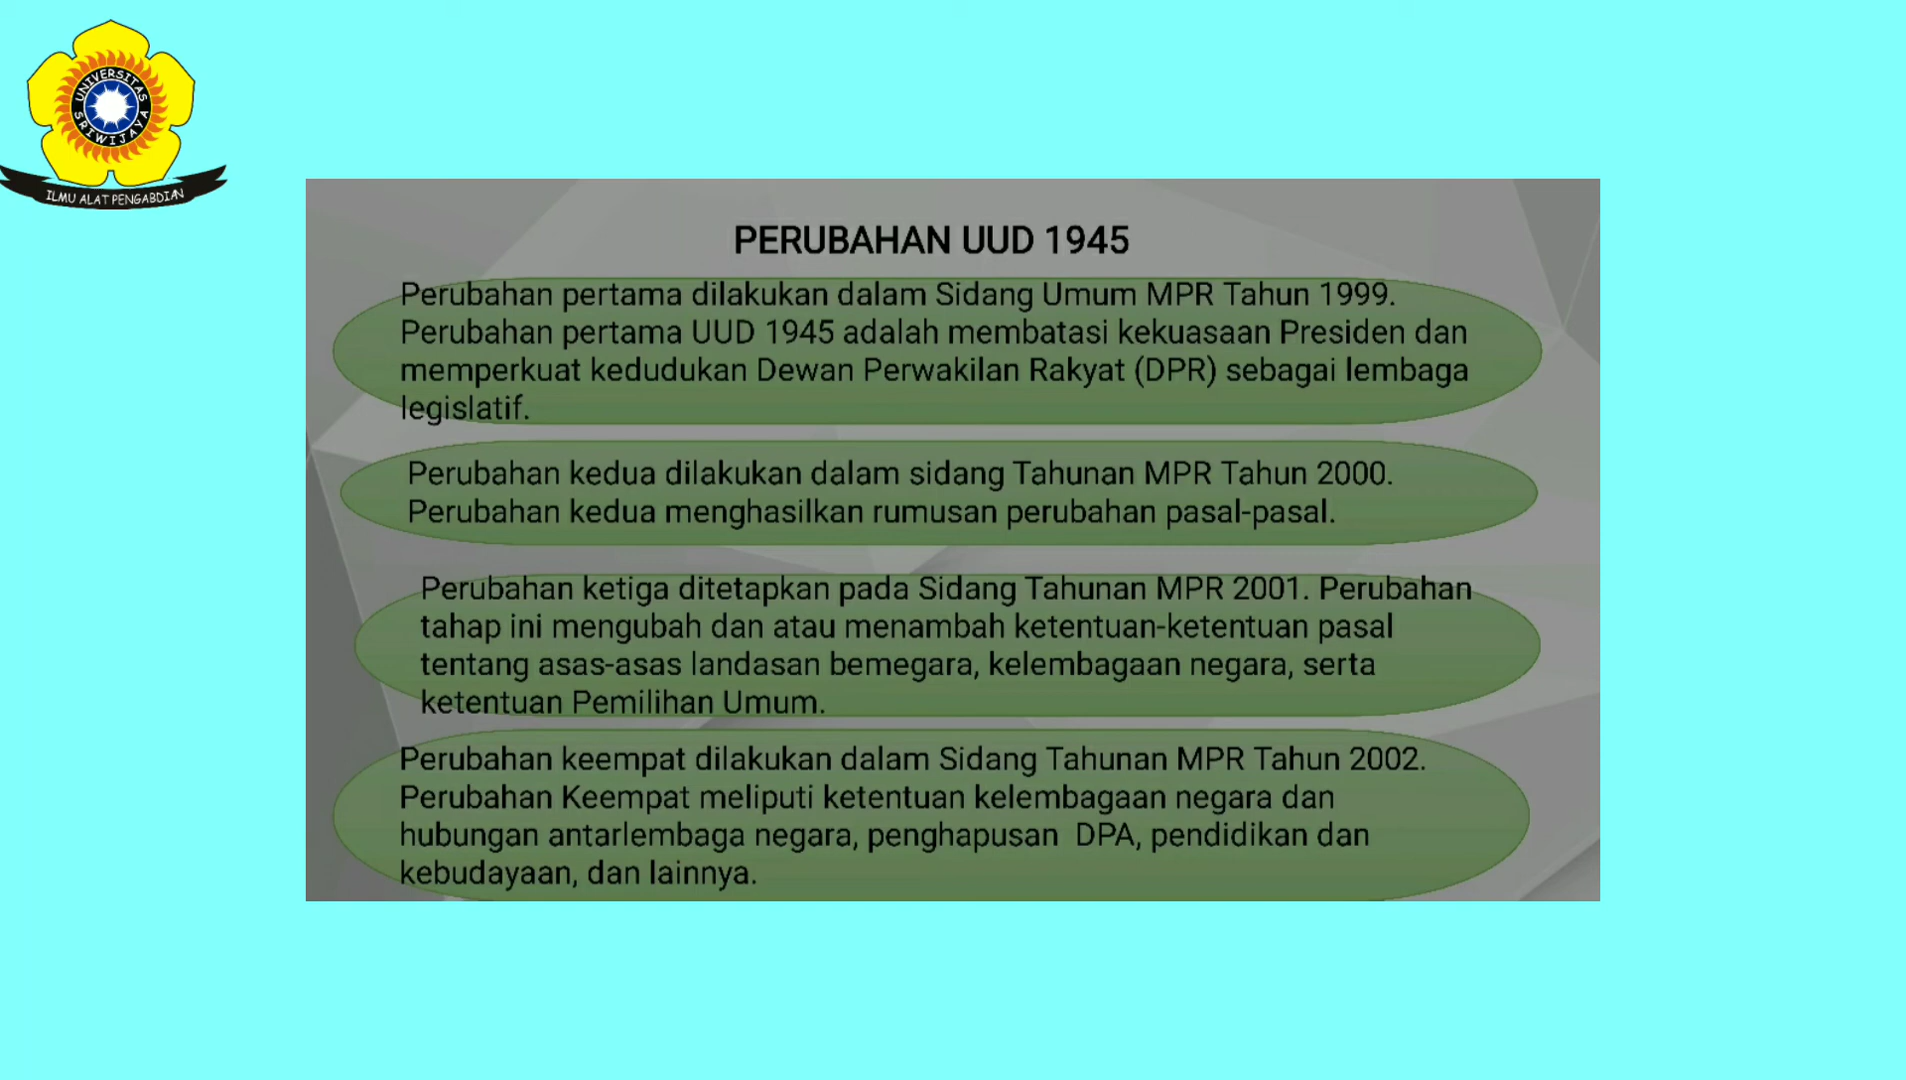 UNIVERSITAS
SRIWIJAYA
ILMU ALAT PENGABDIAN
PERUBAHAN UUD 1945
Perubahan pertama dilakukan dalam Sidang Umum MPR Tahun 1999.
Perubahan pertama UUD 1945 adalah membatasi kekuasaan Presiden dan
memperkuat kedudukan Dewan Perwakilan Rakyat (DPR) sebagai lembaga
legislatif.
Perubahan kedua dilakukan dalam sidang Tahunan MPR Tahun 2000.
Perubahan kedua menghasilkan rumusan perubahan pasal-pasal.
Perubahan ketiga ditetapkan pada Sidang Tahunan MPR 2001. Perubahan
tahap ini mengubah dan atau menambah ketentuan-ketentuan pasal
tentang asas-asas landasan bemegara, kelembagaan negara, serta
ketentuan Pemilihan Umum.
Perubahan keempat dilakukan dalam Sidang Tahunan MPR Tahun 2002.
Perubahan Keempat meliputi ketentuan kelembagaan negara dan
hubungan antarlembaga negara, penghapusan  DPA, pendidikan dan
kebudayaan, dan lainnya.